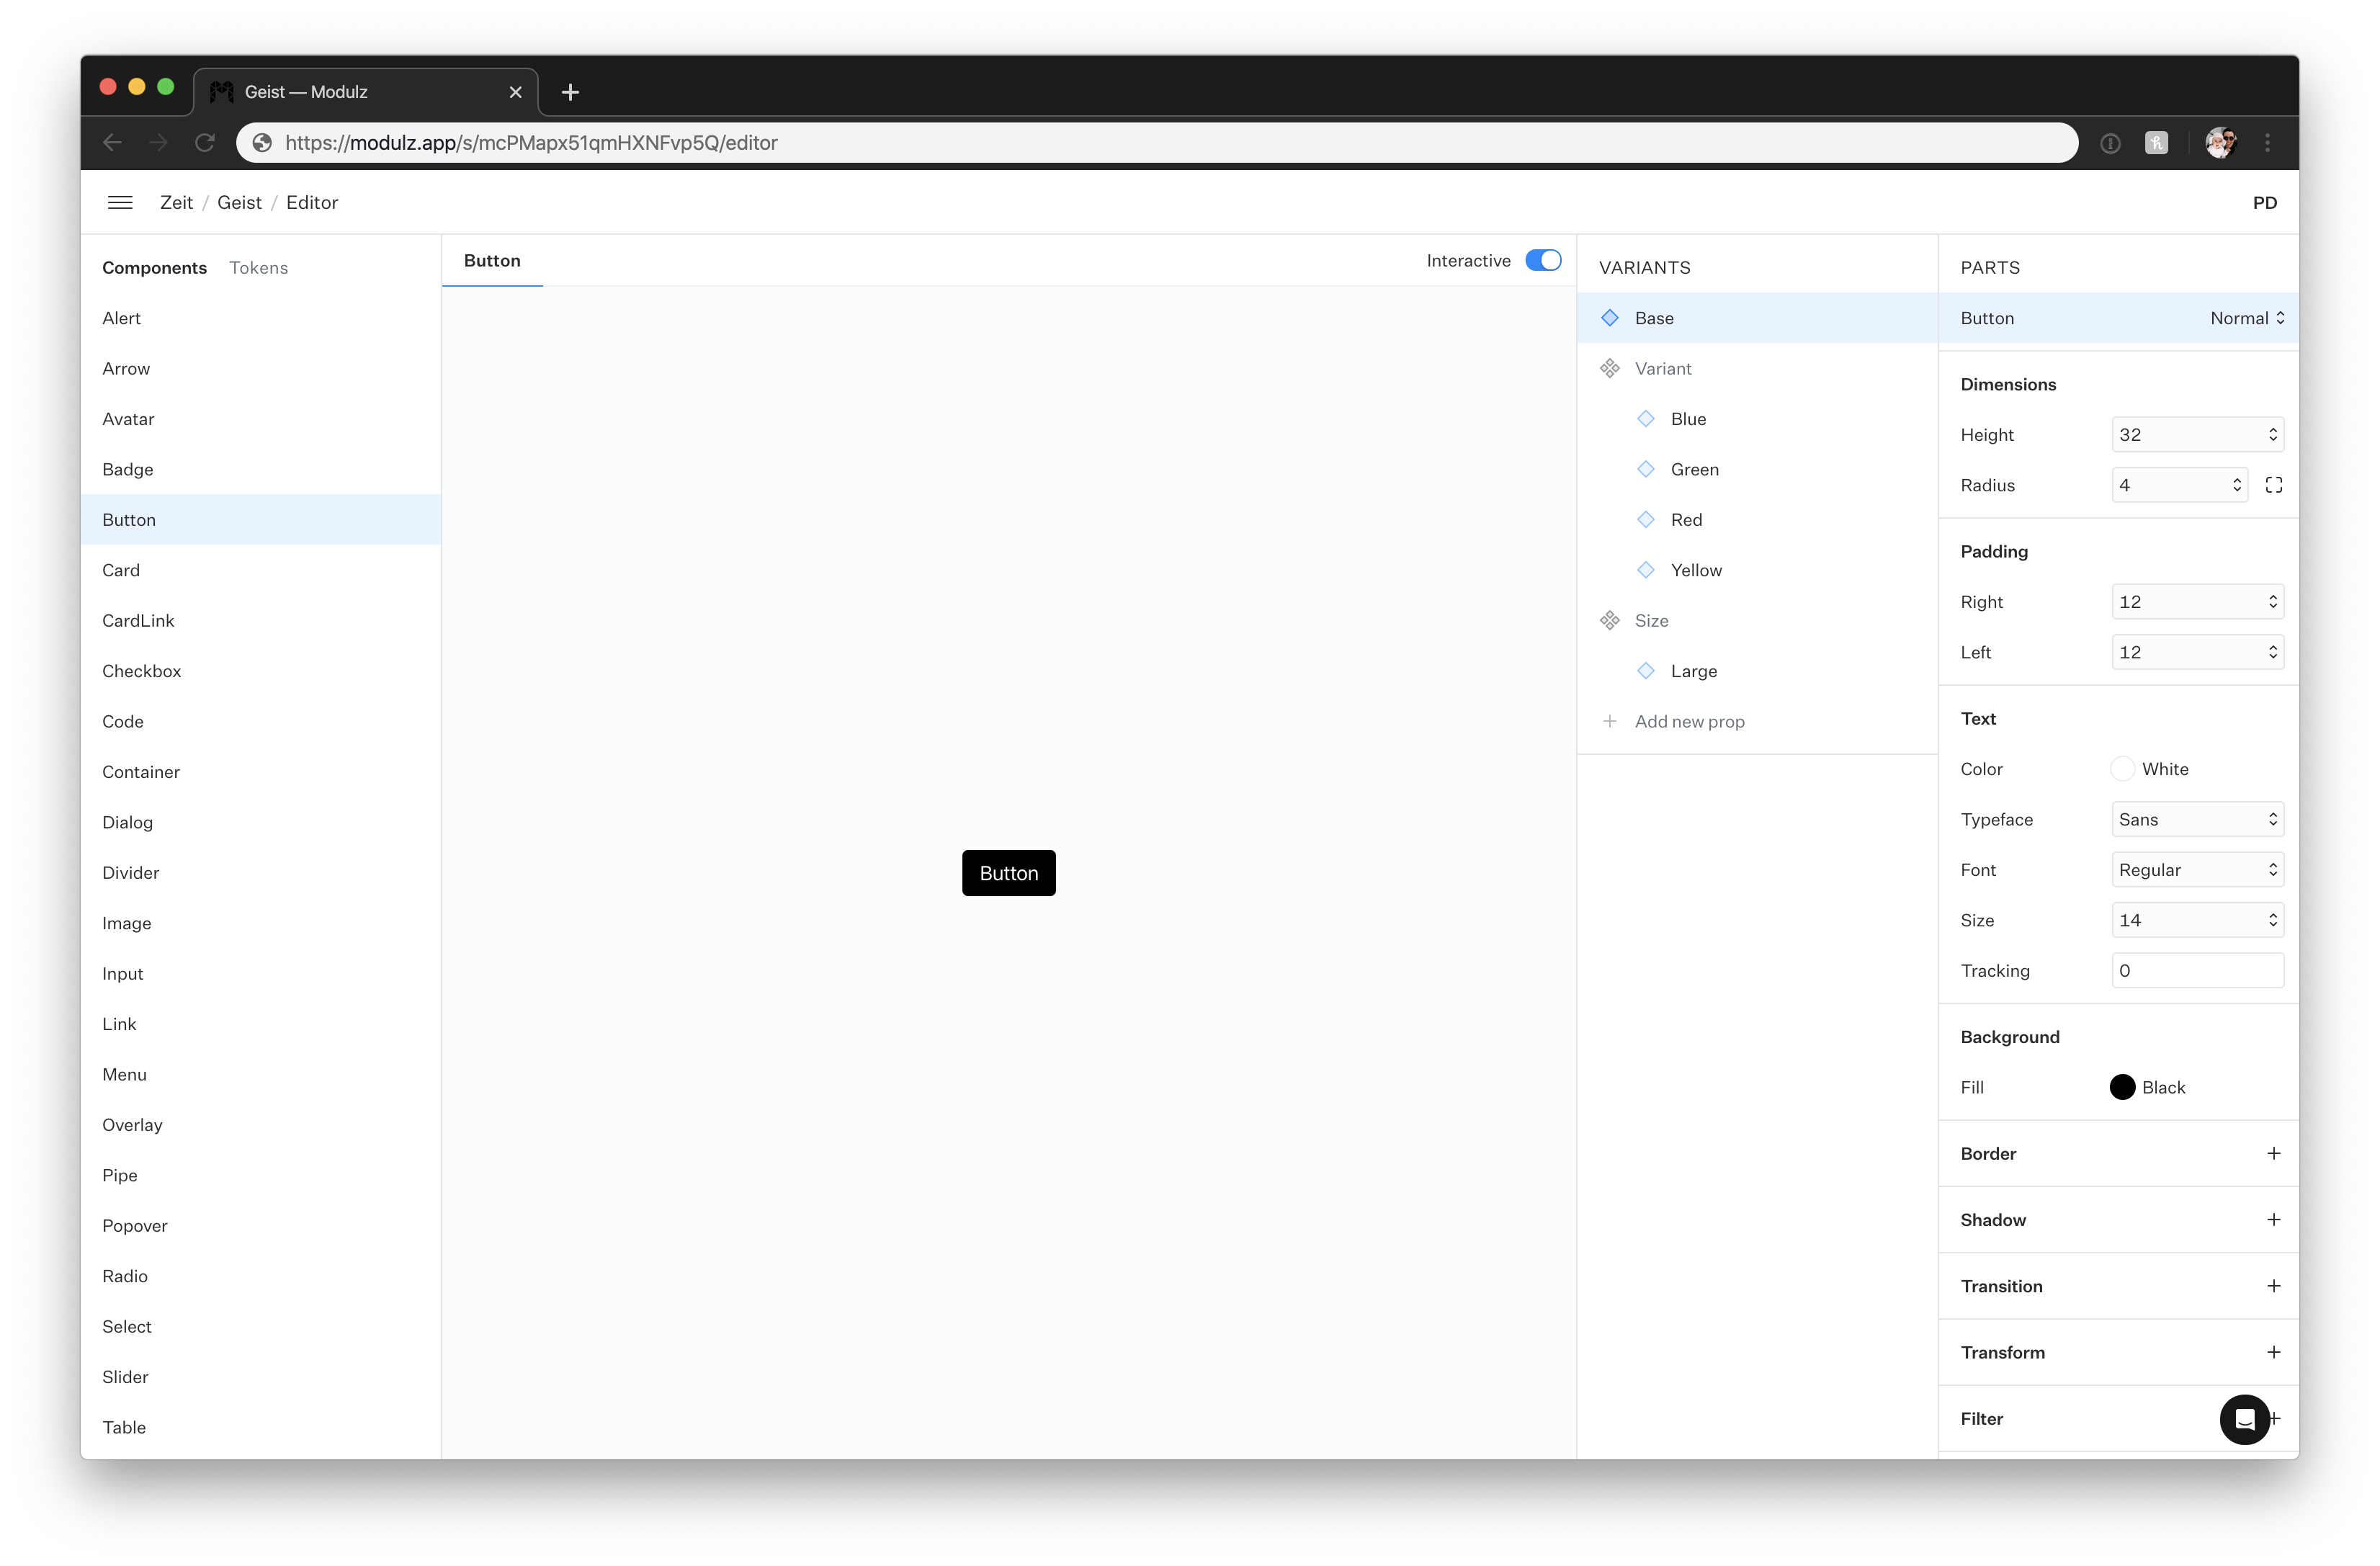 Geist — Modulz
https://modulz.app/s/mcPMapx51qmHXNFvp5Q/editor
Zeit / Geist / Editor
PD
Components Tokens
Alert
Arrow
Avatar
Badge
Button
Card
CardLink
Checkbox
Code
Container
Dialog
Divider
Image
Input
Link
Menu
Overlay
Pipe
Popover
Radio
Select
Slider
Table
Button
Interactive
Button
VARIANTS
Base
Variant
Blue
Green
Red
Yellow
Size
Large
Add new prop
PARTS
Button Normal
Dimensions
Height 32
Radius 4
Padding
Right 12
Left 12
Text
Color White
Typeface Sans
Font Regular
Size 14
Tracking 0
Background
Fill Black
Border
Shadow
Transition
Transform
Filter